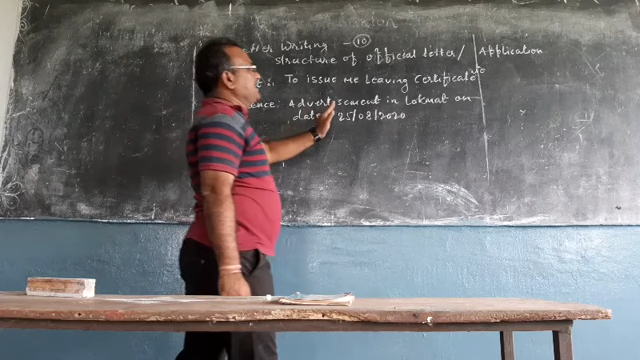 Writing - 10
structure of official letter / Application
To issue me Leaving Certificate
Advertisement in Lokmat on
date 25/08/2020